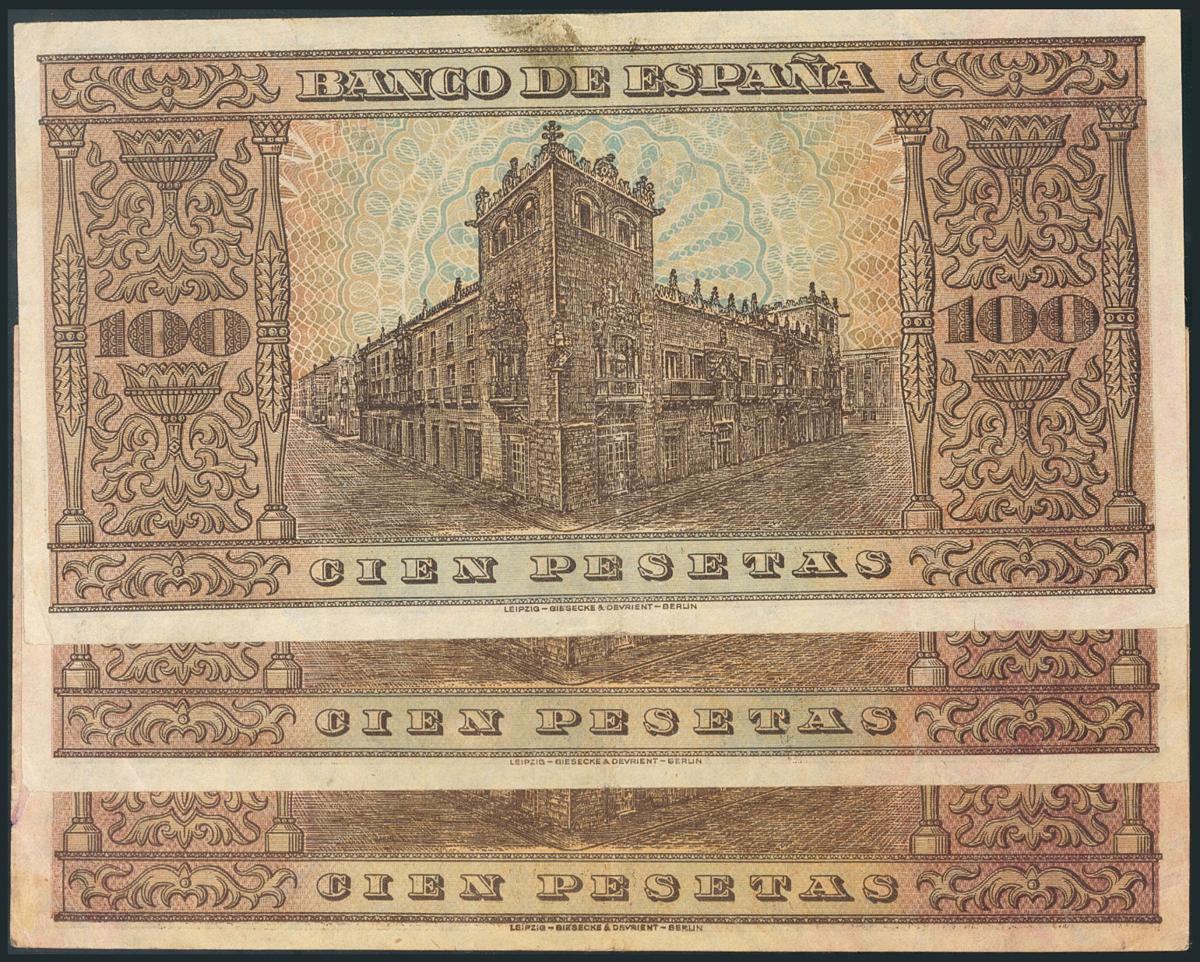 BANCO DE ESPAÑA
100 100
CIEN PESETAS
LEIPZIG – GIESECKE & DEVRIENT – BERLIN
CIEN PESETAS
LEIPZIG – GIESECKE & DEVRIENT – BERLIN
CIEN PESETAS
LEIPZIG – GIESECKE & DEVRIENT – BERLIN